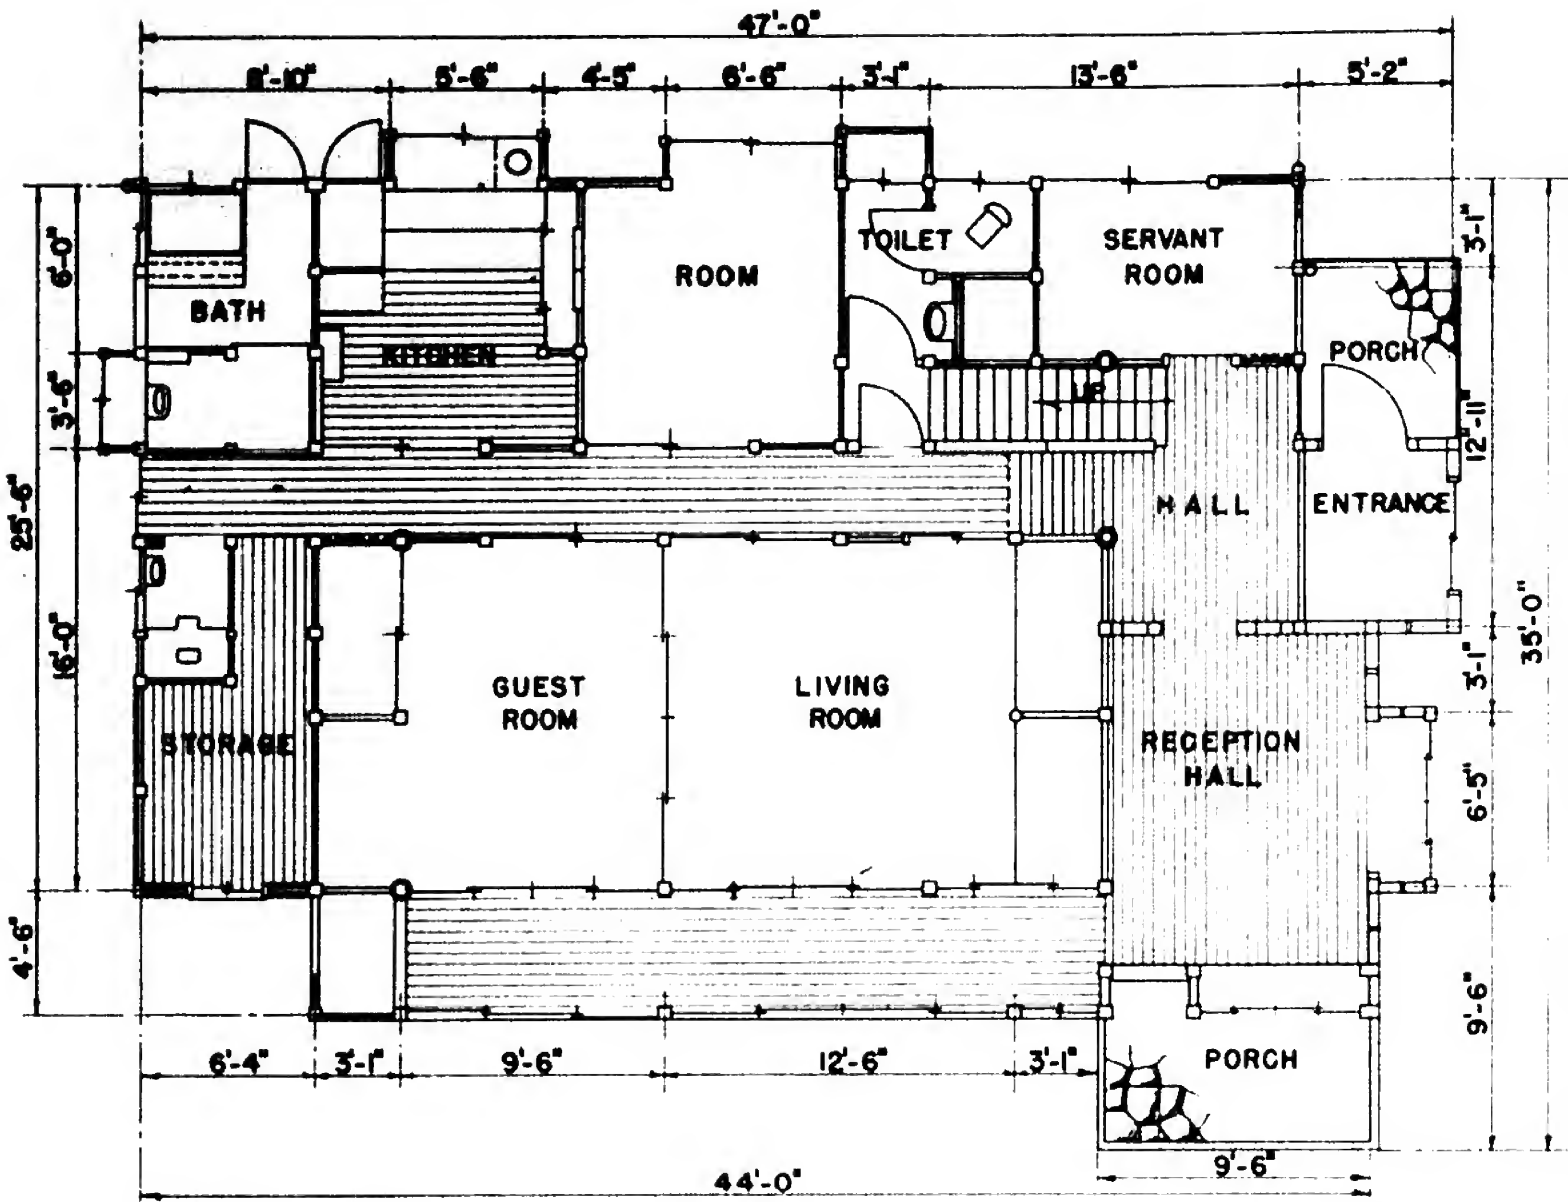 47'-0"
8'-10" 5'-6" 4'-5" 6'-6" 3'-1" 13'-6" 5'-2"
TOILET
SERVANT
ROOM
ROOM
BATH
KITCHEN
PORCH
UP
HALL
ENTRANCE
GUEST
ROOM
LIVING
ROOM
STORAGE
RECEPTION
HALL
PORCH
6'-0"
3'-6"
25'-6"
16'-0"
4'-6"
3'-1"
12'-11"
35'-0"
3'-1"
6'-5"
9'-6"
6'-4" 3'-1" 9'-6" 12'-6" 3'-1"
9'-6"
44'-0"